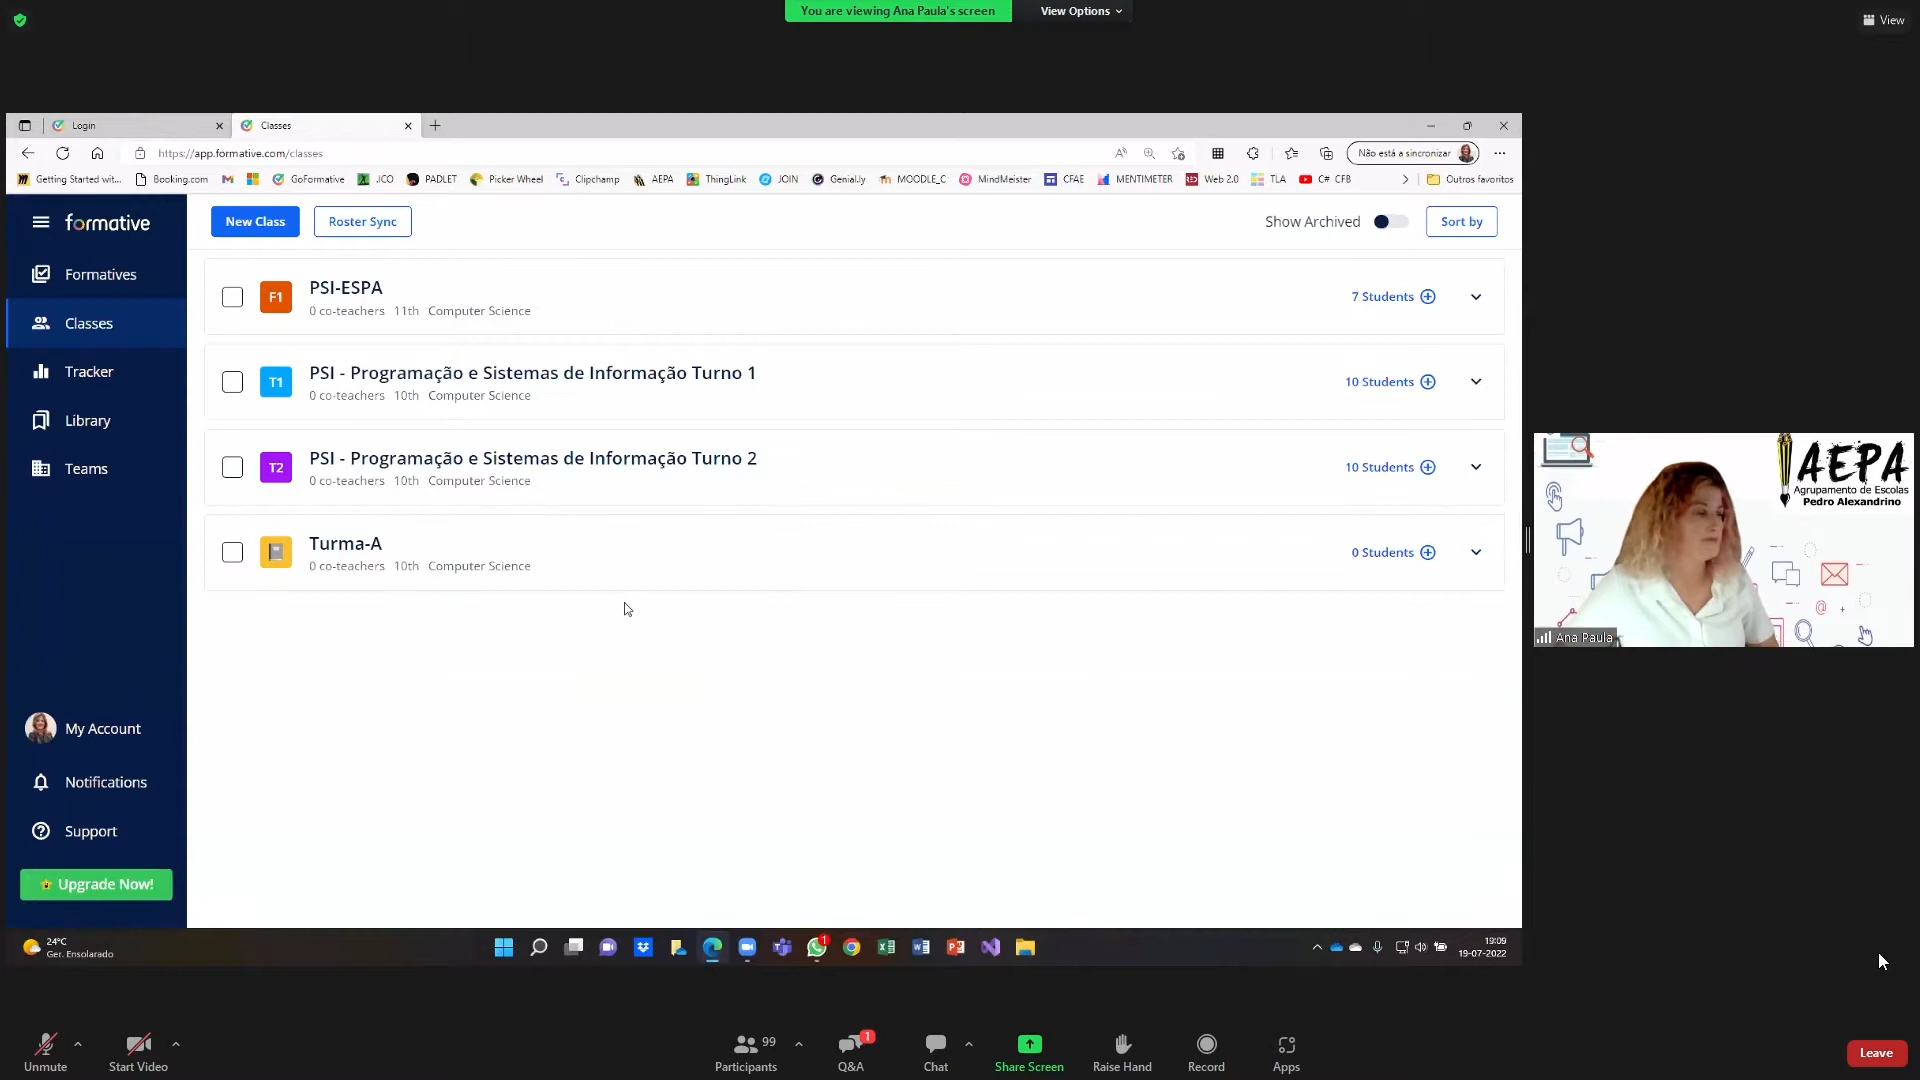 You are viewing Ana Paula's screen
View Options
View
Login
Classes
https://app.formative.com/classes
Não está a sincronizar
Getting Started wit...
Booking.com
GoFormative
JCO
PADLET
Picker Wheel
Clipchamp
AEPA
ThingLink
JOIN
Genial.ly
MOODLE_C
MindMeister
CFAE
MENTIMETER
Web 2.0
TLA
C# CFB
Outros favoritos
formative
New Class
Roster Sync
Show Archived
Sort by
Formatives
Classes
Tracker
Library
Teams
F1
PSI-ESPA
0 co-teachers 11th Computer Science
7 Students
T1
PSI - Programação e Sistemas de Informação Turno 1
0 co-teachers 10th Computer Science
10 Students
T2
PSI - Programação e Sistemas de Informação Turno 2
0 co-teachers 10th Computer Science
10 Students
Turma-A
0 co-teachers 10th Computer Science
0 Students
My Account
Notifications
Support
Upgrade Now!
AEPA
Agrupamento de Escolas
Pedro Alexandrino
Ana Paula
24°C
Ger. Ensolarado
1
19:09
19-07-2022
Unmute
Start Video
99
Participants
1
Q&A
Chat
Share Screen
Raise Hand
Record
Apps
Leave